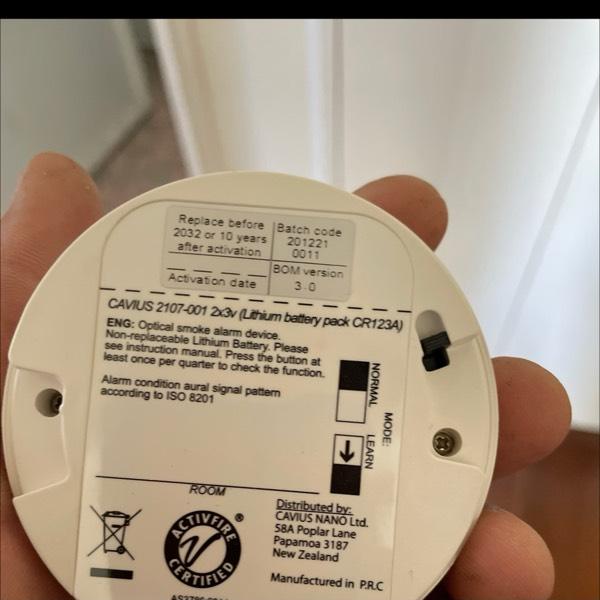 Replace before
2032 or 10 years
after activation
Batch code
201221
0011
Activation date
BOM version
3.0
CAVIUS 2107-001 2x3v (Lithium battery pack CR123A)
ENG: Optical smoke alarm device.
Non-replaceable Lithium Battery. Please
see instruction manual. Press the button at
least once per quarter to check the function.
Alarm condition aural signal pattern
according to ISO 8201
NORMAL
MODE:
LEARN
ROOM
ACTIVFIRE
®
CERTIFIED
Distributed by:
CAVIUS NANO Ltd.
58A Poplar Lane
Papamoa 3187
New Zealand
Manufactured in P.R.C